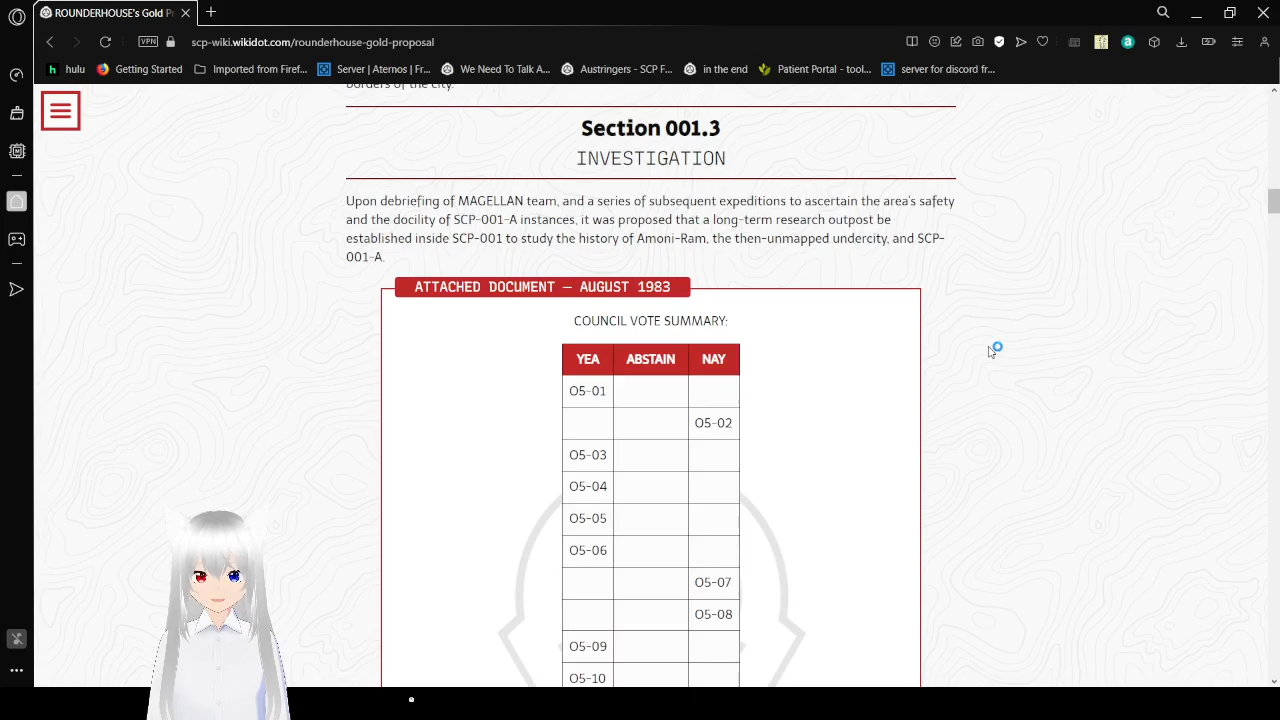 ROUNDERHOUSE's Gold P
VPN
scp-wiki.wikidot.com/rounderhouse-gold-proposal
h hulu
Getting Started
Imported from Firef...
Server | Aternos | Fr...
We Need To Talk A...
Austringers - SCP F...
in the end
Patient Portal - tool...
server for discord fr...
borders of the city.
Section 001.3
INVESTIGATION
Upon debriefing of MAGELLAN team, and a series of subsequent expeditions to ascertain the area's safety
and the docility of SCP-001-A instances, it was proposed that a long-term research outpost be
established inside SCP-001 to study the history of Amoni-Ram, the then-unmapped undercity, and SCP-
001-A.
ATTACHED DOCUMENT — AUGUST 1983
COUNCIL VOTE SUMMARY:
YEA ABSTAIN NAY
O5-01
O5-02
O5-03
O5-04
O5-05
O5-06
O5-07
O5-08
O5-09
O5-10